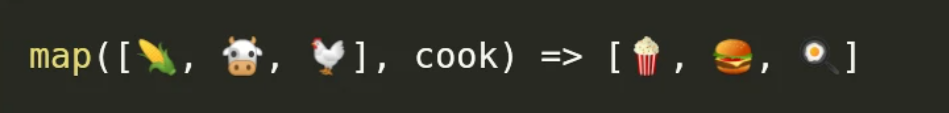 map([🌽, 🐮, 🐓], cook) => [🍿, 🍔, 🍳]